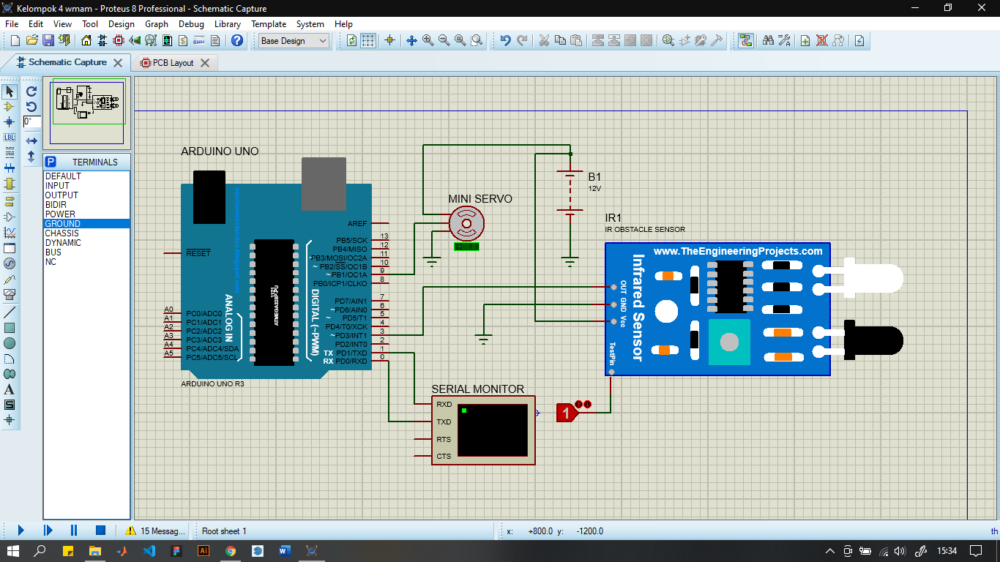 Kelompok 4 wmam - Proteus 8 Professional - Schematic Capture
File Edit View Tool Design Graph Debug Library Template System Help
Base Design
Schematic Capture
PCB Layout
0°
LBL
P TERMINALS
DEFAULT
INPUT
OUTPUT
BIDIR
POWER
GROUND
CHASSIS
DYNAMIC
BUS
NC
A
S
ARDUINO UNO
RESET
AREF
PB5/SCK 13
PB4/MISO 12
~PB3/MOSI/OC2A 11
~PB2/SS/OC1B 10
~PB1/OC1A 9
PB0/ICP1/CLKO 8
PD7/AIN1 7
~PD6/AIN0 6
~PD5/T1 5
PD4/T0/XCK 4
~PD3/INT1 3
PD2/INT0 2
TX PD1/TXD 1
RX PD0/RXD 0
DIGITAL (~PWM)
ANALOG IN
A0 PC0/ADC0
A1 PC1/ADC1
A2 PC2/ADC2
A3 PC3/ADC3
A4 PC4/ADC4/SDA
A5 PC5/ADC5/SCL
ARDUINO UNO R3
MINI SERVO
B1
12V
IR1
IR OBSTACLE SENSOR
www.TheEngineeringProjects.com
Infrared Sensor
OUT GND Vcc
TestPin
SERIAL MONITOR
RXD
TXD
RTS
CTS
1
15 Messag...
Root sheet 1
x: +800.0 y: -1200.0
th
Ai
15:34